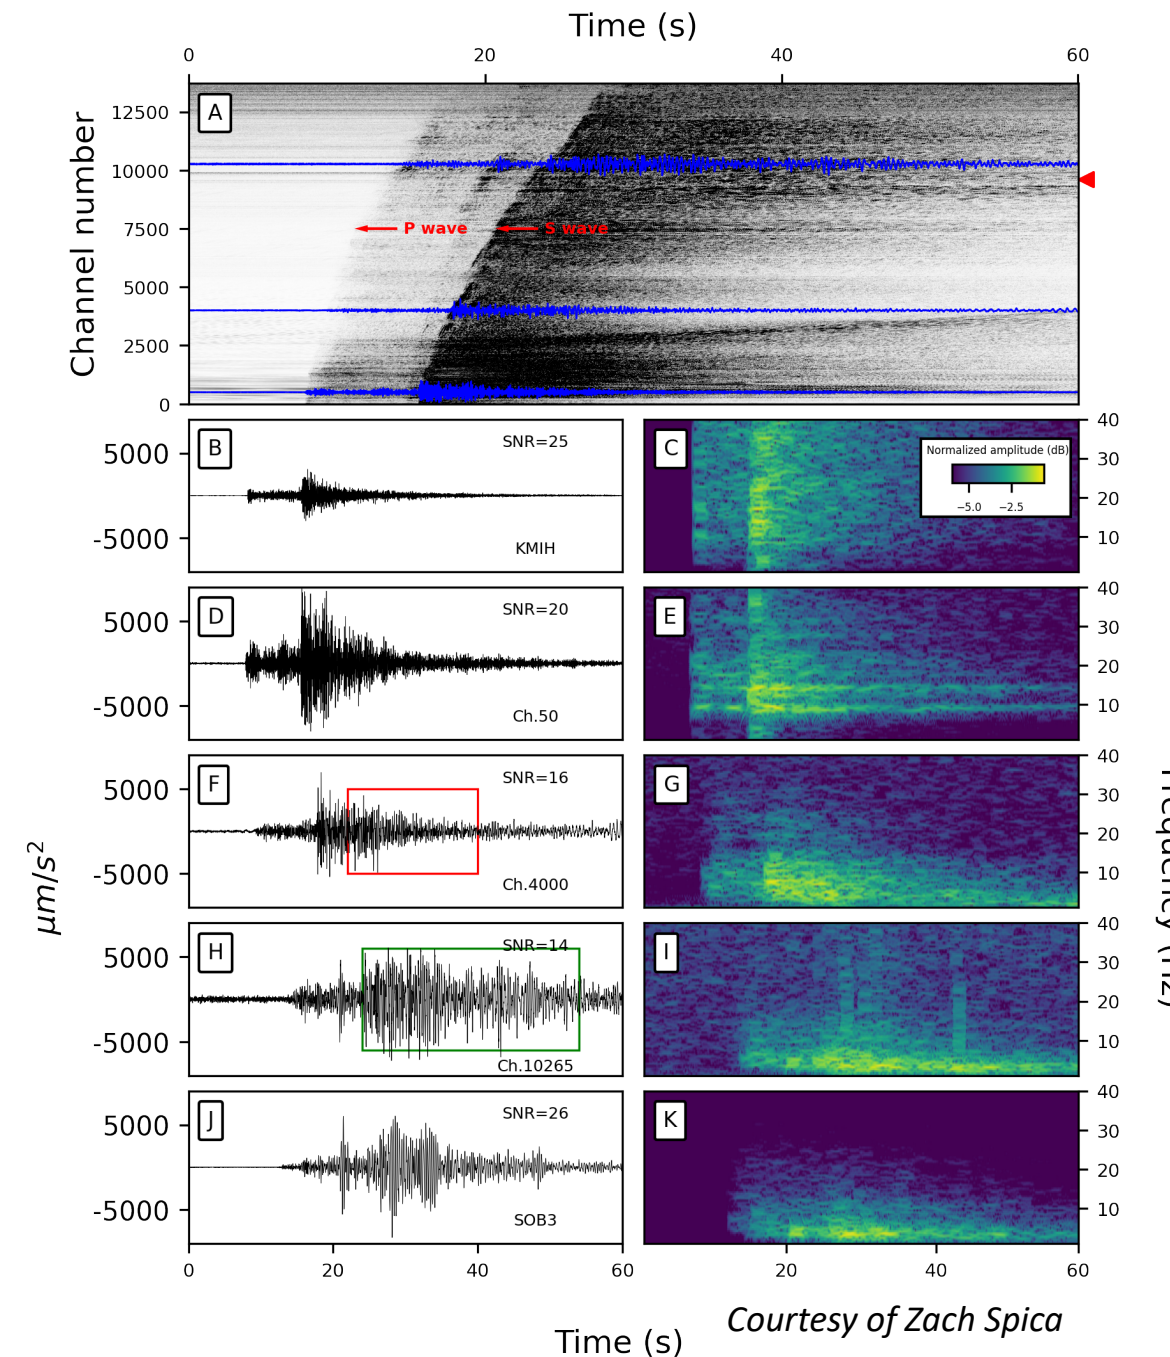 Time (s)
0 20 40 60
A
Channel number
12500
10000
7500
5000
2500
0
P wave S wave
B
SNR=25
KMIH
5000
-5000
C
Normalized amplitude (dB)
−5.0 −2.5
40
30
20
10
D
SNR=20
Ch.50
5000
-5000
E
40
30
20
10
F
SNR=16
Ch.4000
5000
-5000
G
40
30
20
10
μm/s²
Frequency (Hz)
H
SNR=14
Ch.10265
5000
-5000
I
40
30
20
10
J
SNR=26
SOB3
5000
-5000
K
40
30
20
10
0 20 40 60
20 40 60
Time (s)
Courtesy of Zach Spica